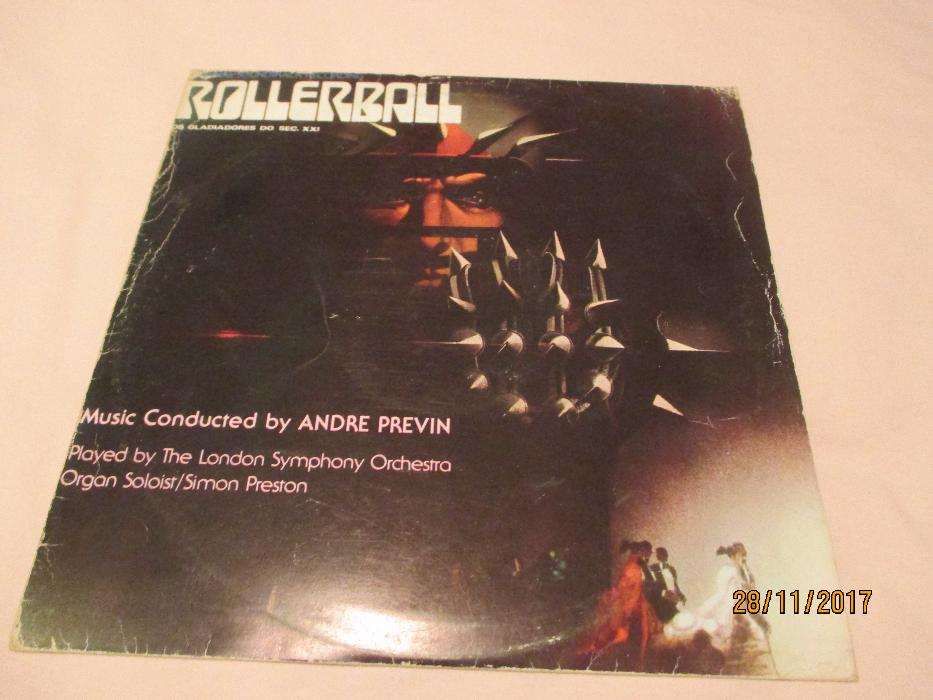 ROLLERBALL
OS GLADIADORES DO SEC. XXI
Music Conducted by ANDRE PREVIN
Played by The London Symphony Orchestra
Organ Soloist/Simon Preston
28/11/2017